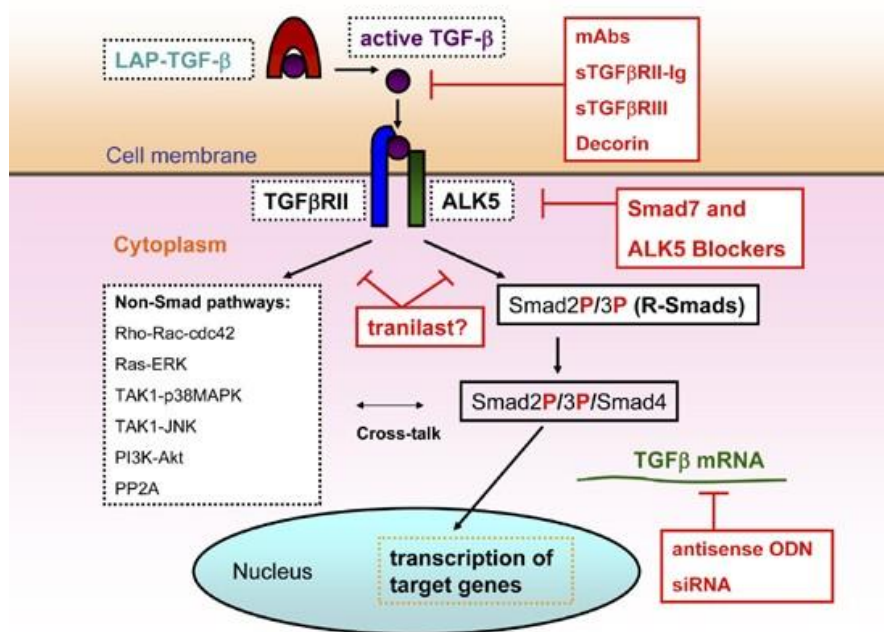 active TGF-β
LAP-TGF-β
mAbs
sTGFβRII-Ig
sTGFβRIII
Decorin
Cell membrane
TGFβRII
ALK5
Smad7 and
ALK5 Blockers
Cytoplasm
Non-Smad pathways:
Rho-Rac-cdc42
Ras-ERK
TAK1-p38MAPK
TAK1-JNK
PI3K-Akt
PP2A
tranilast?
Smad2P/3P (R-Smads)
Smad2P/3P/Smad4
Cross-talk
TGFβ mRNA
antisense ODN
siRNA
Nucleus
transcription of
target genes